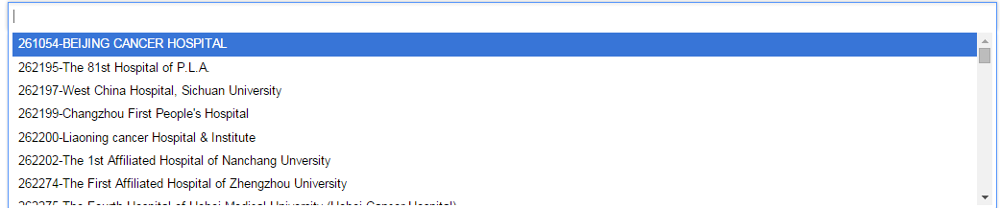 261054-BEIJING CANCER HOSPITAL
262195-The 81st Hospital of P.L.A.
262197-West China Hospital, Sichuan University
262199-Changzhou First People's Hospital
262200-Liaoning cancer Hospital & Institute
262202-The 1st Affiliated Hospital of Nanchang Unversity
262274-The First Affiliated Hospital of Zhengzhou University
262275-The Fourth Hospital of Hebei Medical University (Hebei Cancer Hospital)